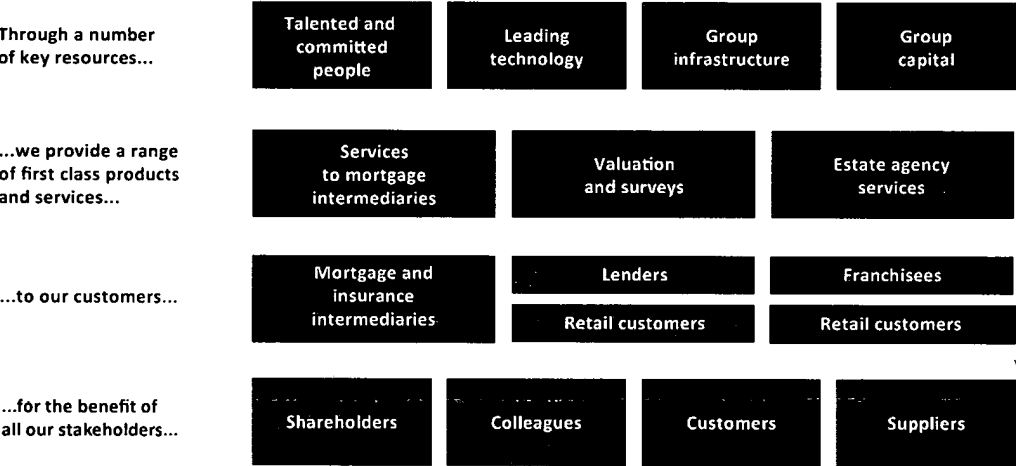 Through a number
of key resources...
Talented and
committed
people
Leading
technology
Group
infrastructure
Group
capital
...we provide a range
of first class products
and services...
Services
to mortgage
intermediaries
Valuation
and surveys
Estate agency
services
...to our customers...
Mortgage and
insurance
intermediaries
Lenders
Retail customers
Franchisees
Retail customers
...for the benefit of
all our stakeholders...
Shareholders
Colleagues
Customers
Suppliers